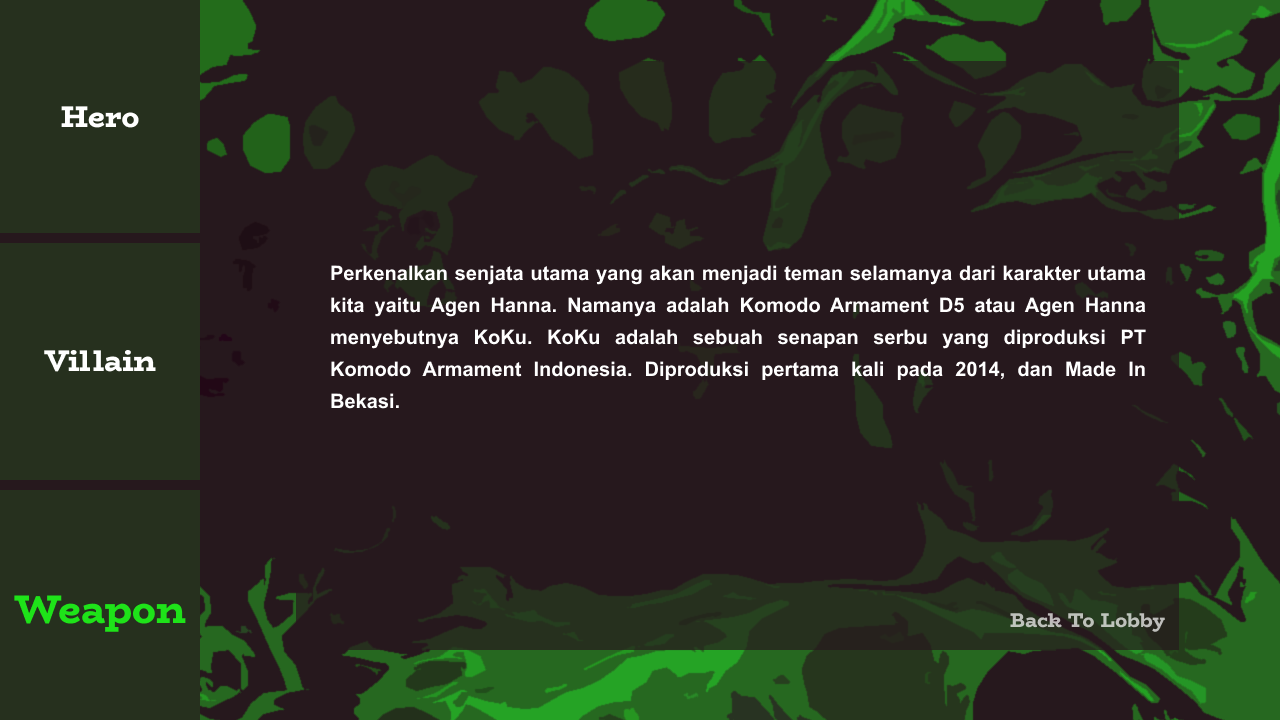 Hero
Villain
Weapon
Perkenalkan senjata utama yang akan menjadi teman selamanya dari karakter utama
kita yaitu Agen Hanna. Namanya adalah Komodo Armament D5 atau Agen Hanna
menyebutnya KoKu. KoKu adalah sebuah senapan serbu yang diproduksi PT
Komodo Armament Indonesia. Diproduksi pertama kali pada 2014, dan Made In
Bekasi.
Back To Lobby